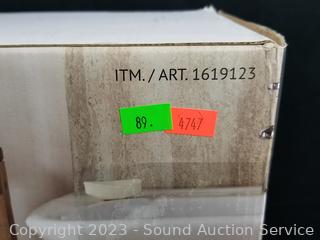 ITM. / ART. 1619123
89. 4747
Copyright © 2023 - Sound Auction Service